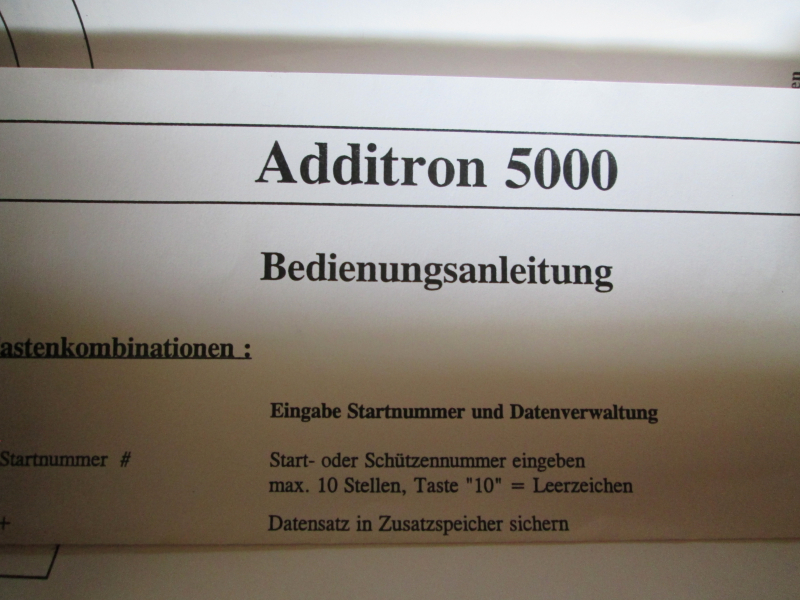 Additron 5000
Bedienungsanleitung
astenkombinationen :
Eingabe Startnummer und Datenverwaltung
Startnummer # Start- oder Schützennummer eingeben
max. 10 Stellen, Taste "10" = Leerzeichen
+ Datensatz in Zusatzspeicher sichern